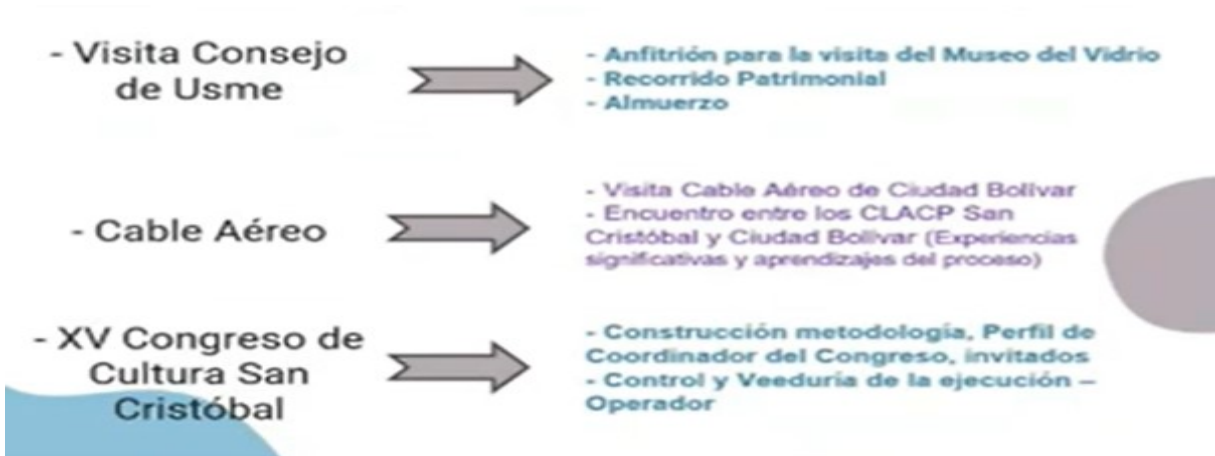 - Visita Consejo
de Usme
- Anfitrión para la visita del Museo del Vidrio
- Recorrido Patrimonial
- Almuerzo
- Cable Aéreo
- Visita Cable Aéreo de Ciudad Bolívar
- Encuentro entre los CLACP San
Cristóbal y Ciudad Bolívar (Experiencias
significativas y aprendizajes del proceso)
- XV Congreso de
Cultura San
Cristóbal
- Construcción metodología, Perfil de
Coordinador del Congreso, invitados
- Control y Veeduría de la ejecución –
Operador